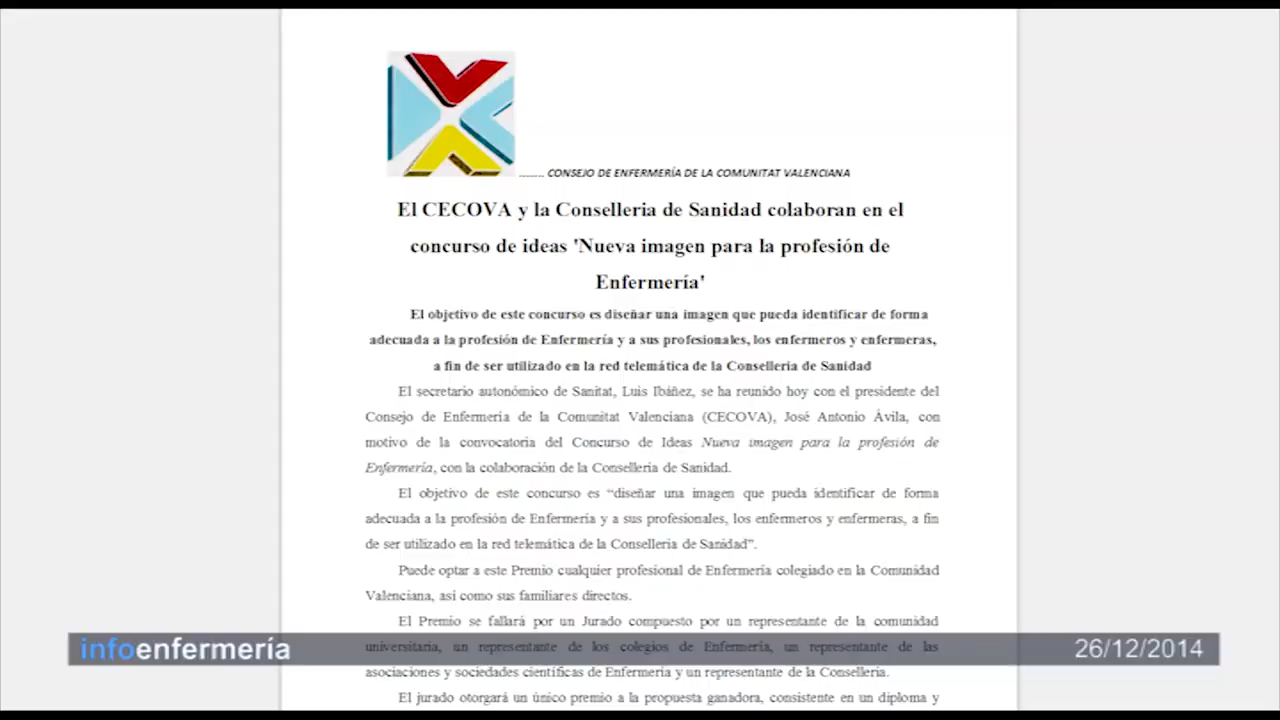 CONSEJO DE ENFERMERÍA DE LA COMUNITAT VALENCIANA
El CECOVA y la Conselleria de Sanidad colaboran en el
concurso de ideas 'Nueva imagen para la profesión de
Enfermería'
El objetivo de este concurso es diseñar una imagen que pueda identificar de forma
adecuada a la profesión de Enfermería y a sus profesionales, los enfermeros y enfermeras,
a fin de ser utilizado en la red telemática de la Conselleria de Sanidad
El secretario autonómico de Sanitat, Luis Ibáñez, se ha reunido hoy con el presidente del
Consejo de Enfermería de la Comunitat Valenciana (CECOVA), José Antonio Ávila, con
motivo de la convocatoria del Concurso de Ideas Nueva imagen para la profesión de
Enfermería, con la colaboración de la Conselleria de Sanidad.
El objetivo de este concurso es “diseñar una imagen que pueda identificar de forma
adecuada a la profesión de Enfermería y a sus profesionales, los enfermeros y enfermeras, a fin
de ser utilizado en la red telemática de la Conselleria de Sanidad”.
Puede optar a este Premio cualquier profesional de Enfermería colegiado en la Comunidad
Valenciana, así como sus familiares directos.
El Premio se fallará por un Jurado compuesto por un representante de la comunidad
universitaria, un representante de los colegios de Enfermería, un representante de las
asociaciones y sociedades científicas de Enfermería y un representante de la Conselleria.
El jurado otorgará un único premio a la propuesta ganadora, consistente en un diploma y
infoenfermería
26/12/2014